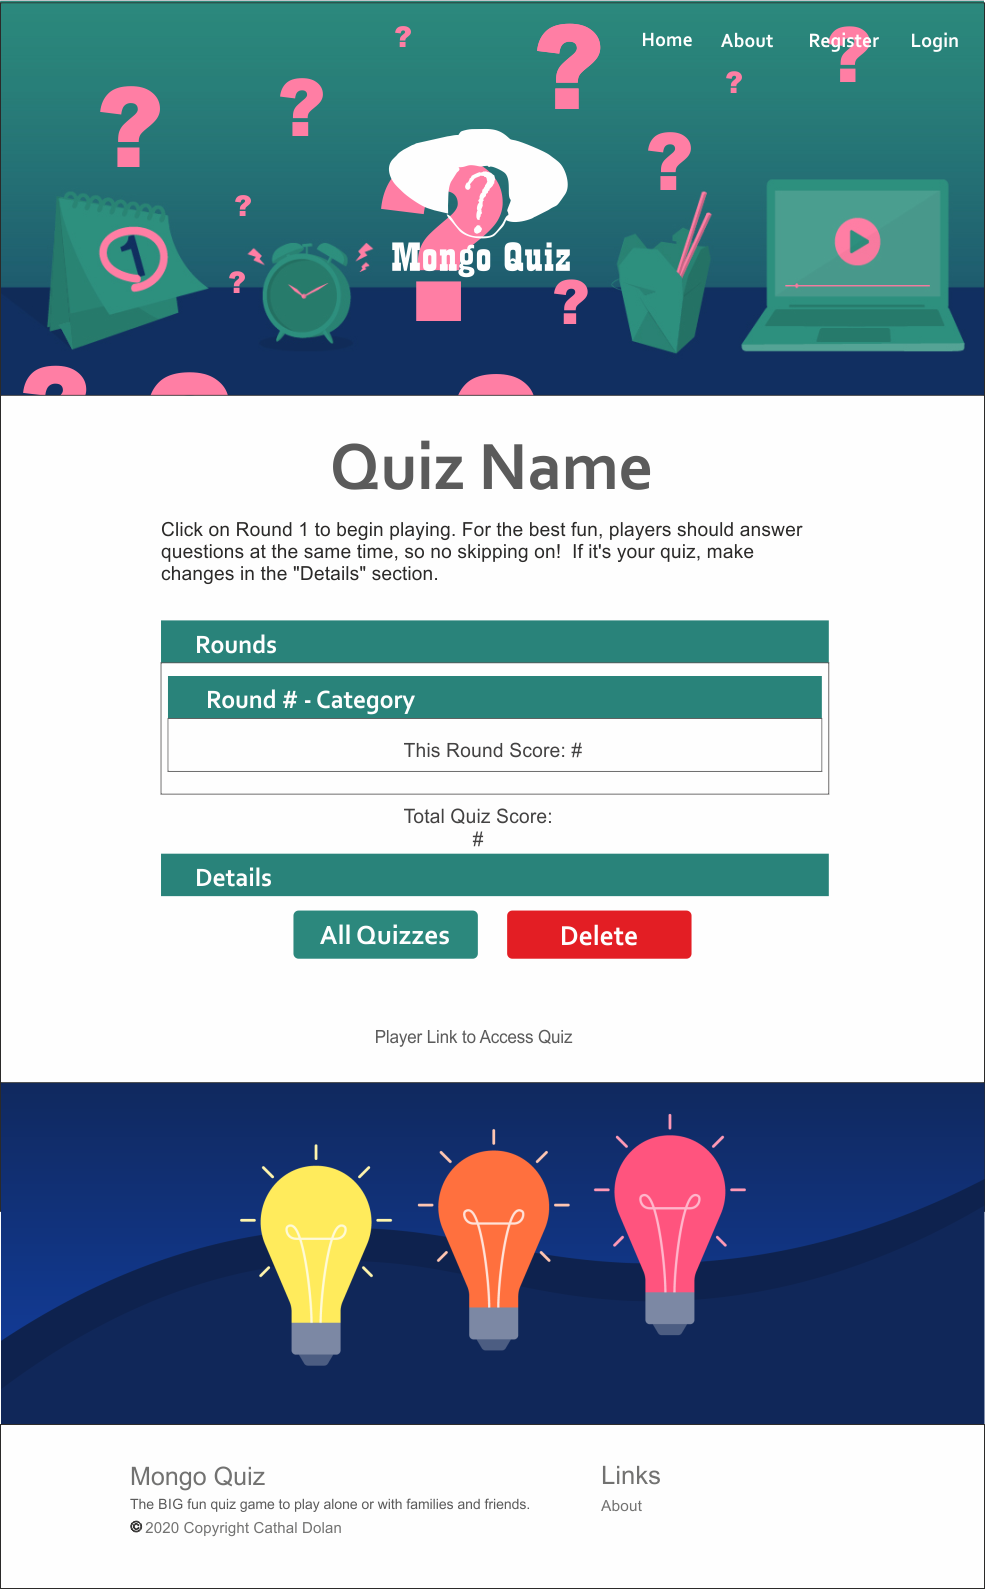 Home About Register Login
1
Mongo Quiz
Quiz Name
Click on Round 1 to begin playing. For the best fun, players should answer
questions at the same time, so no skipping on!  If it's your quiz, make
changes in the "Details" section.
Rounds
Round # - Category
This Round Score: #
Total Quiz Score:
#
Details
All Quizzes Delete
Player Link to Access Quiz
Mongo Quiz
The BIG fun quiz game to play alone or with families and friends.
© 2020 Copyright Cathal Dolan
Links
About